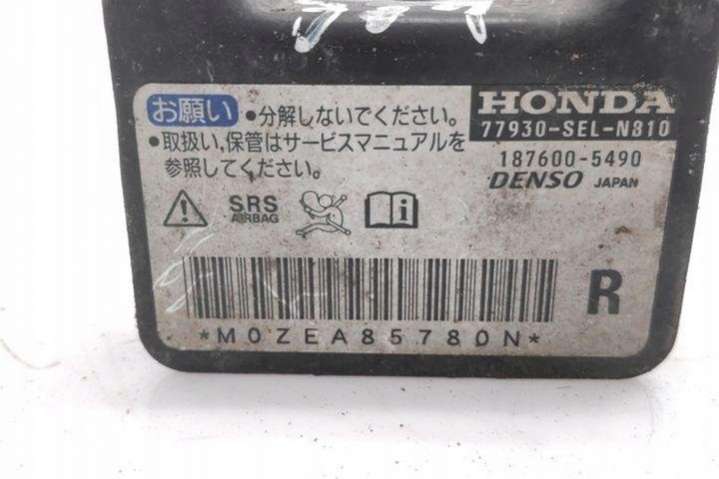 お願い •分解しないでください。
•取扱い,保管はサービスマニュアルを
参照してください。
HONDA
77930-SEL-N810
187600-5490
DENSO JAPAN
SRS
AIRBAG
R
*M0ZEA85780N*